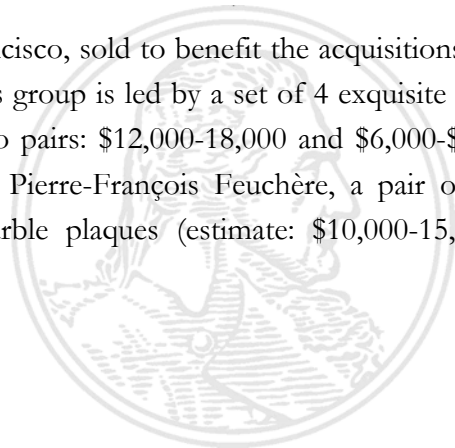 cisco, sold to benefit the acquisitions
s group is led by a set of 4 exquisite
o pairs: $12,000-18,000 and $6,000-$
Pierre-François Feuchère, a pair o
rble plaques (estimate: $10,000-15,